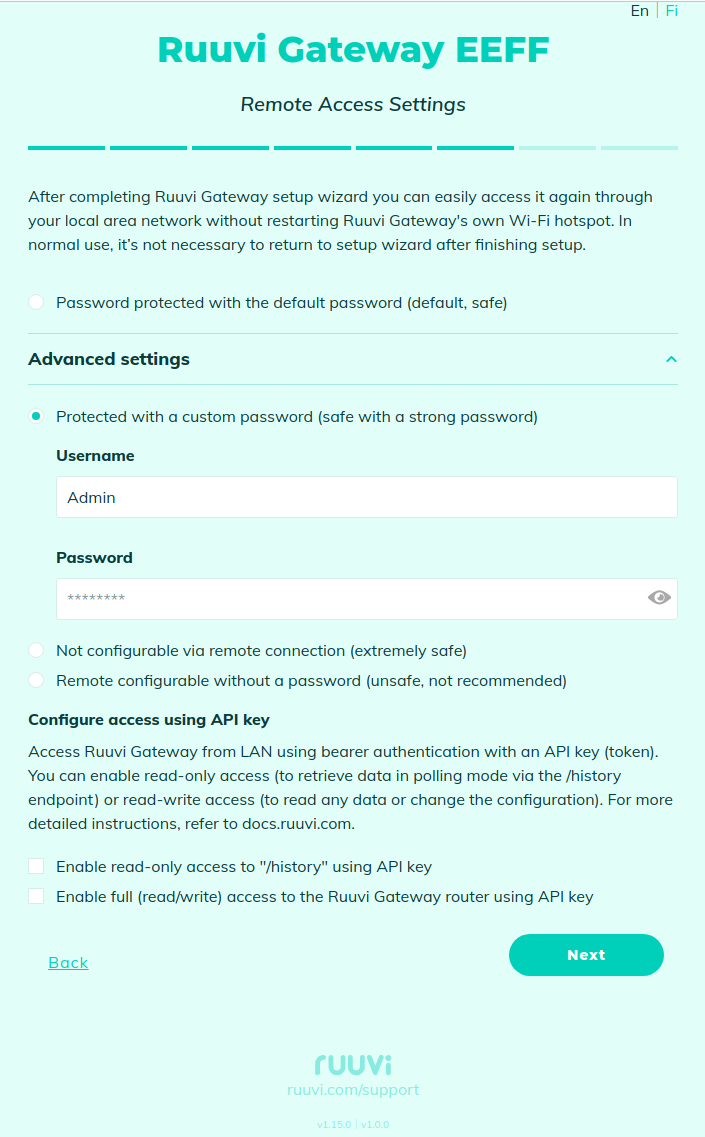 En | Fi
Ruuvi Gateway EEFF
Remote Access Settings
After completing Ruuvi Gateway setup wizard you can easily access it again through
your local area network without restarting Ruuvi Gateway's own Wi-Fi hotspot. In
normal use, it’s not necessary to return to setup wizard after finishing setup.
Password protected with the default password (default, safe)
Advanced settings
Protected with a custom password (safe with a strong password)
Username
Admin
Password
********
Not configurable via remote connection (extremely safe)
Remote configurable without a password (unsafe, not recommended)
Configure access using API key
Access Ruuvi Gateway from LAN using bearer authentication with an API key (token).
You can enable read-only access (to retrieve data in polling mode via the /history
endpoint) or read-write access (to read any data or change the configuration). For more
detailed instructions, refer to docs.ruuvi.com.
Enable read-only access to "/history" using API key
Enable full (read/write) access to the Ruuvi Gateway router using API key
Back
Next
ruuvi
ruuvi.com/support
v1.15.0 | v1.0.0